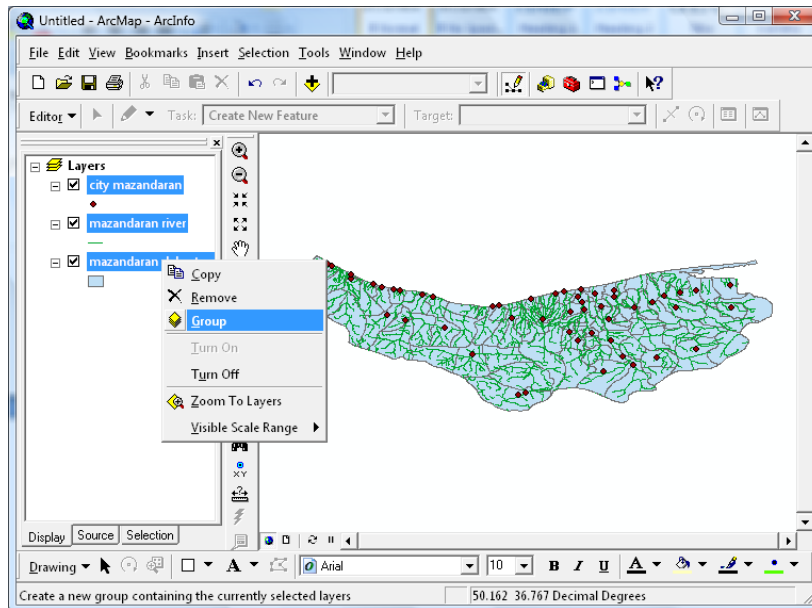 Untitled - ArcMap - ArcInfo
File Edit View Bookmarks Insert Selection Tools Window Help
Editor Task: Create New Feature Target:
Layers
city mazandaran
mazandaran river
mazandaran
Copy
Remove
Group
Turn On
Turn Off
Zoom To Layers
Visible Scale Range
XY
Display Source Selection
Drawing A Arial 10 B I U A
Create a new group containing the currently selected layers 50.162 36.767 Decimal Degrees